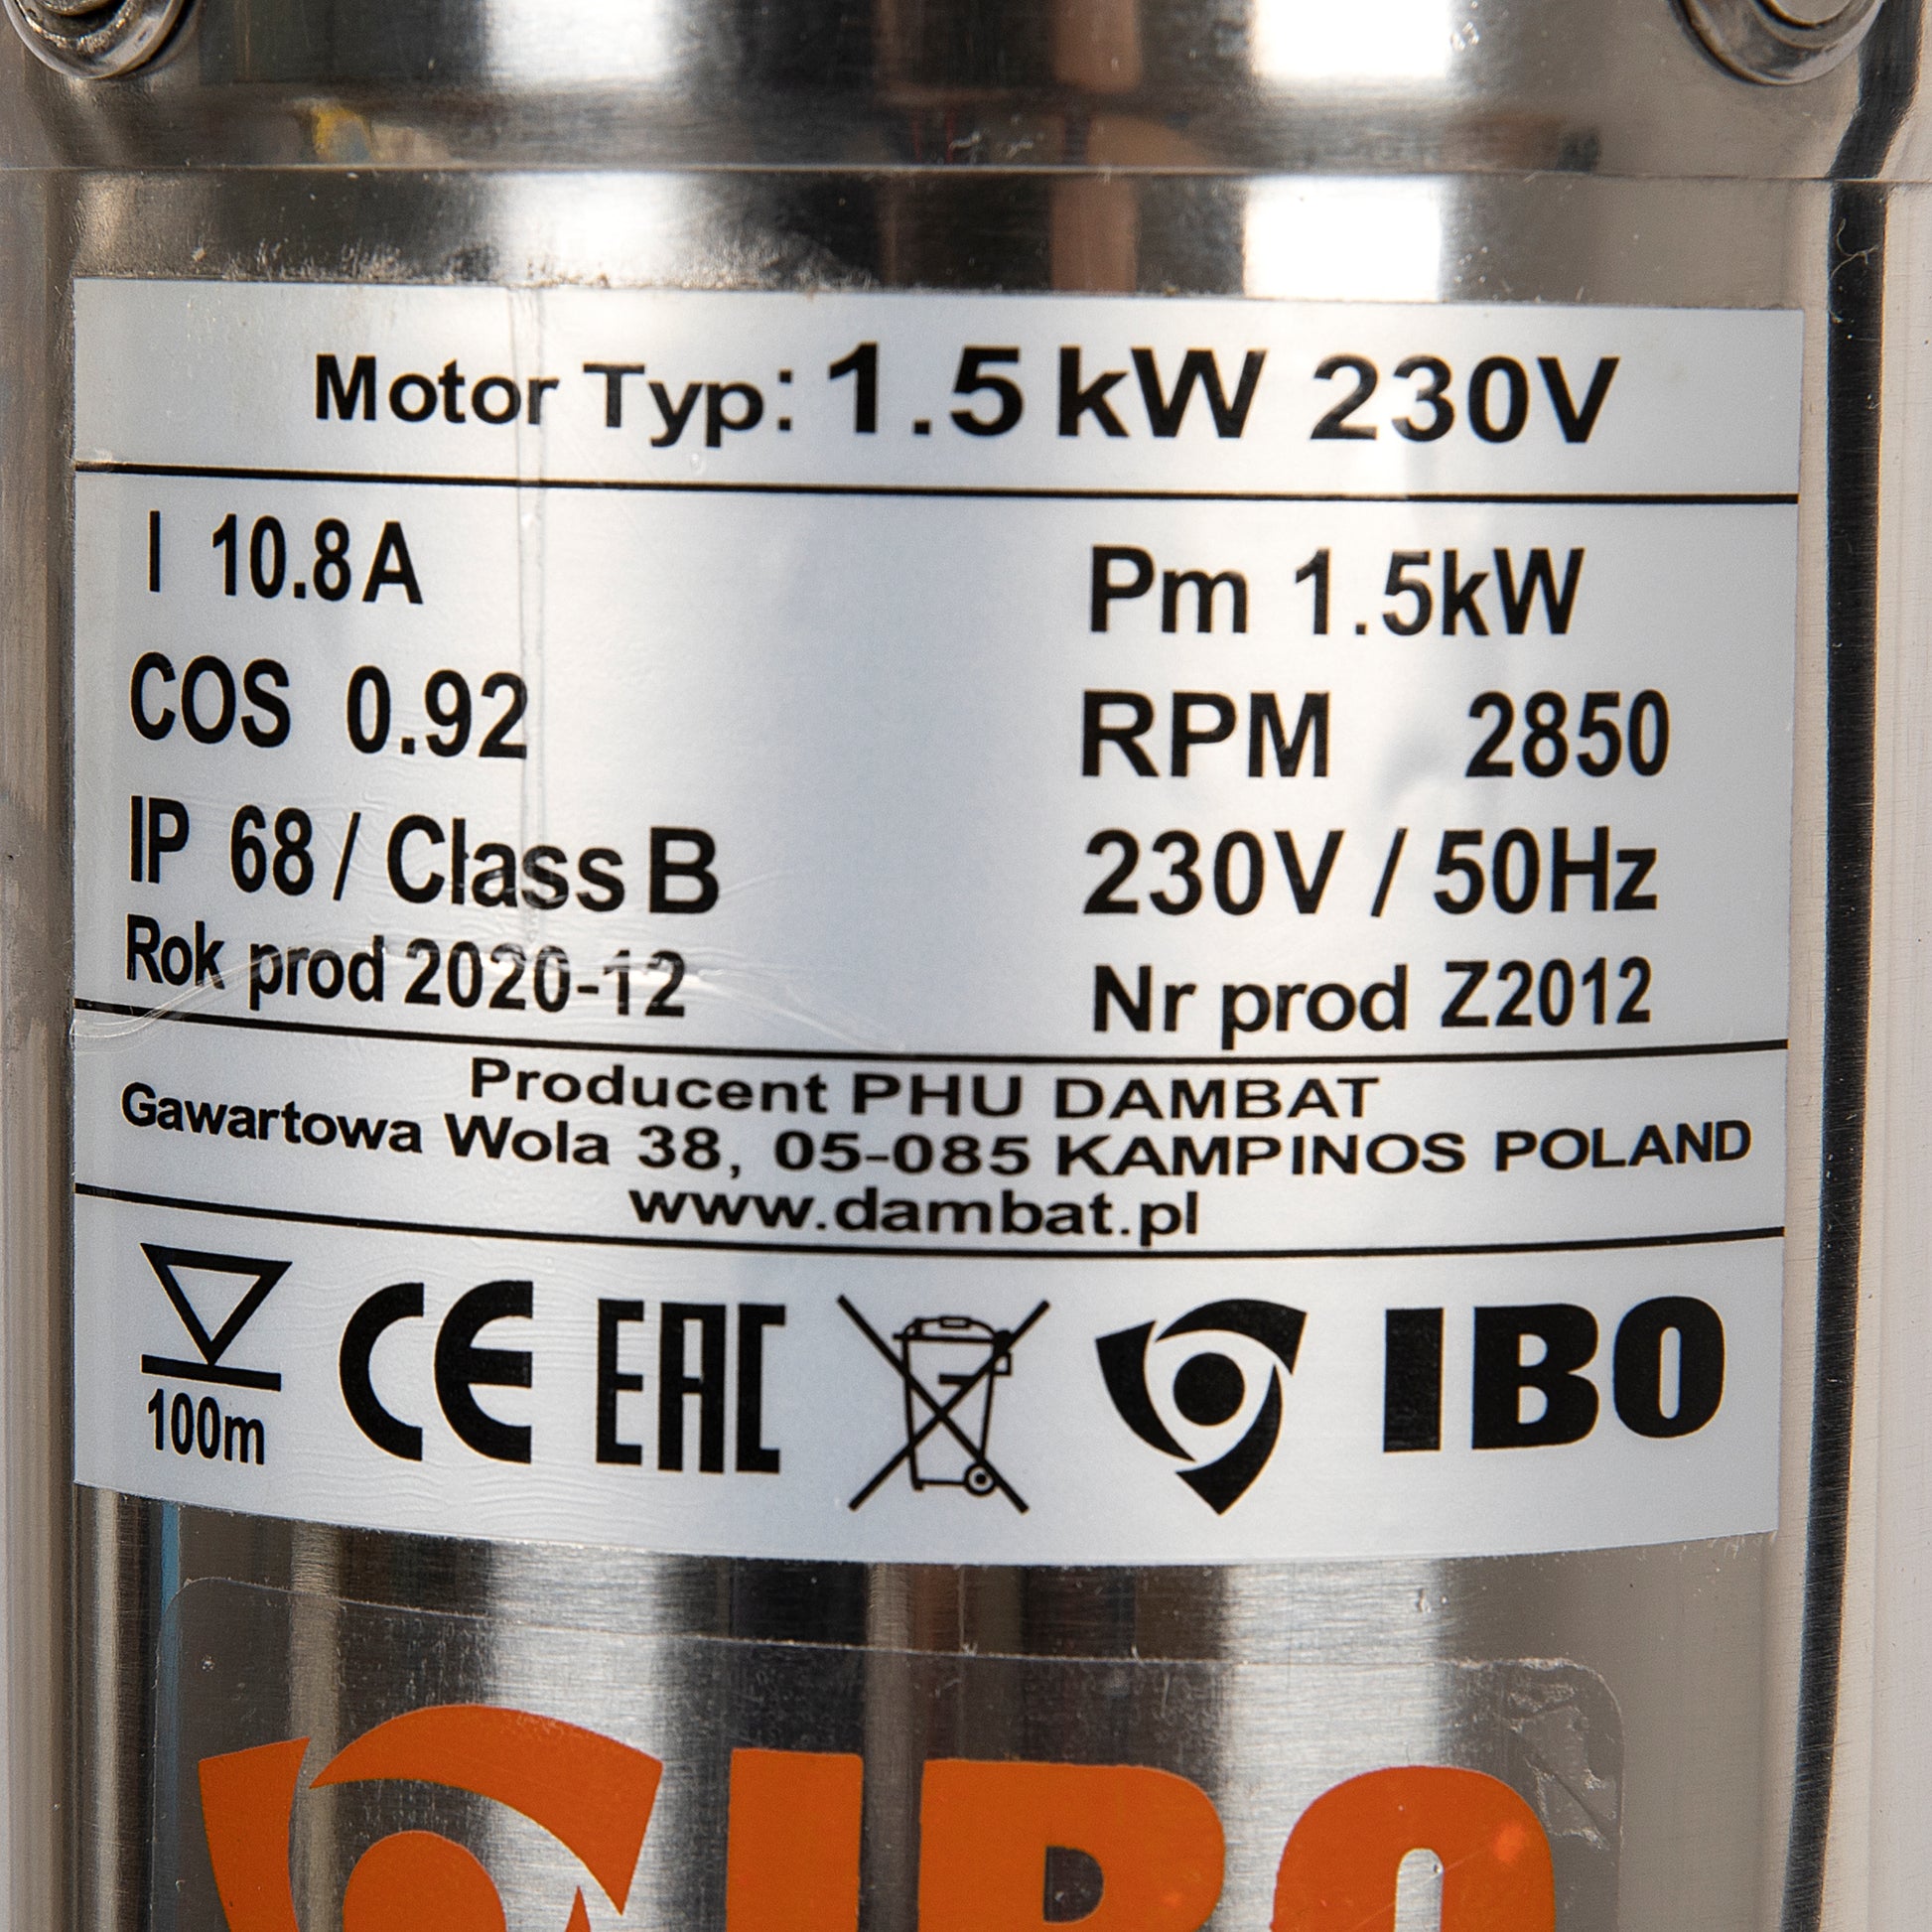 Motor Typ: 1.5 kW 230V
I 10.8A Pm 1.5kW
COS 0.92 RPM 2850
IP 68 / Class B 230V / 50Hz
Rok prod 2020-12 Nr prod Z2012
Producent PHU DAMBAT
Gawartowa Wola 38, 05-085 KAMPINOS POLAND
www.dambat.pl
100m CE EAC IBO
IBO